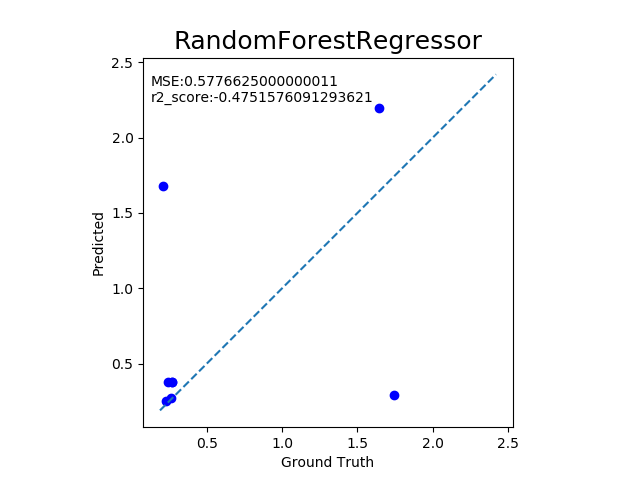 RandomForestRegressor
MSE:0.5776625000000011
r2_score:-0.4751576091293621
2.5
2.0
1.5
1.0
0.5
Predicted
0.5
1.0
1.5
2.0
2.5
Ground Truth